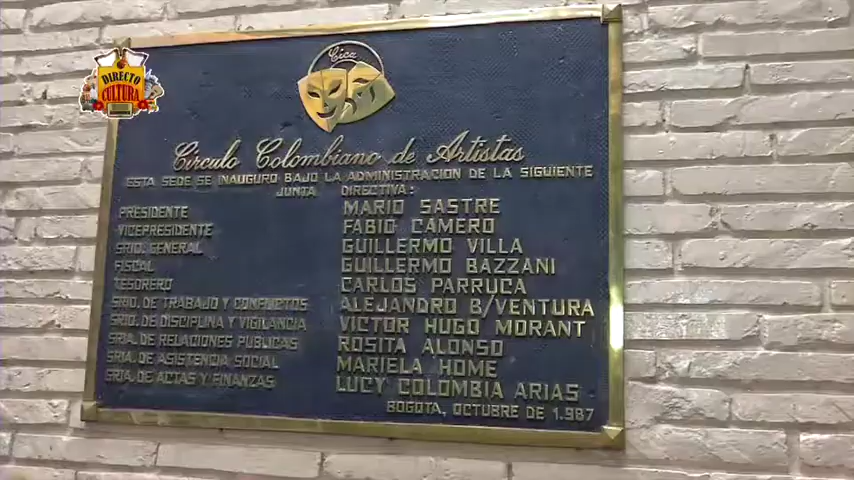 DIRECTO
CULTURA
Cica
Círculo Colombiano de Artistas
ESTA SEDE SE INAUGURO BAJO LA ADMINISTRACION DE LA SIGUIENTE
JUNTA DIRECTIVA:
PRESIDENTE MARIO SASTRE
VICEPRESIDENTE FABIO CAMERO
SRIO. GENERAL GUILLERMO VILLA
FISCAL GUILLERMO BAZZANI
TESORERO CARLOS PARRUCA
SRIO. DE TRABAJO Y CONFLICTOS ALEJANDRO B/VENTURA
SRIO. DE DISCIPLINA Y VIGILANCIA VICTOR HUGO MORANT
SRIA. DE RELACIONES PUBLICAS ROSITA ALONSO
SRIA. DE ASISTENCIA SOCIAL MARIELA HOME
SRIA. DE ACTAS Y FINANZAS LUCY COLOMBIA ARIAS
BOGOTA, OCTUBRE DE 1.987